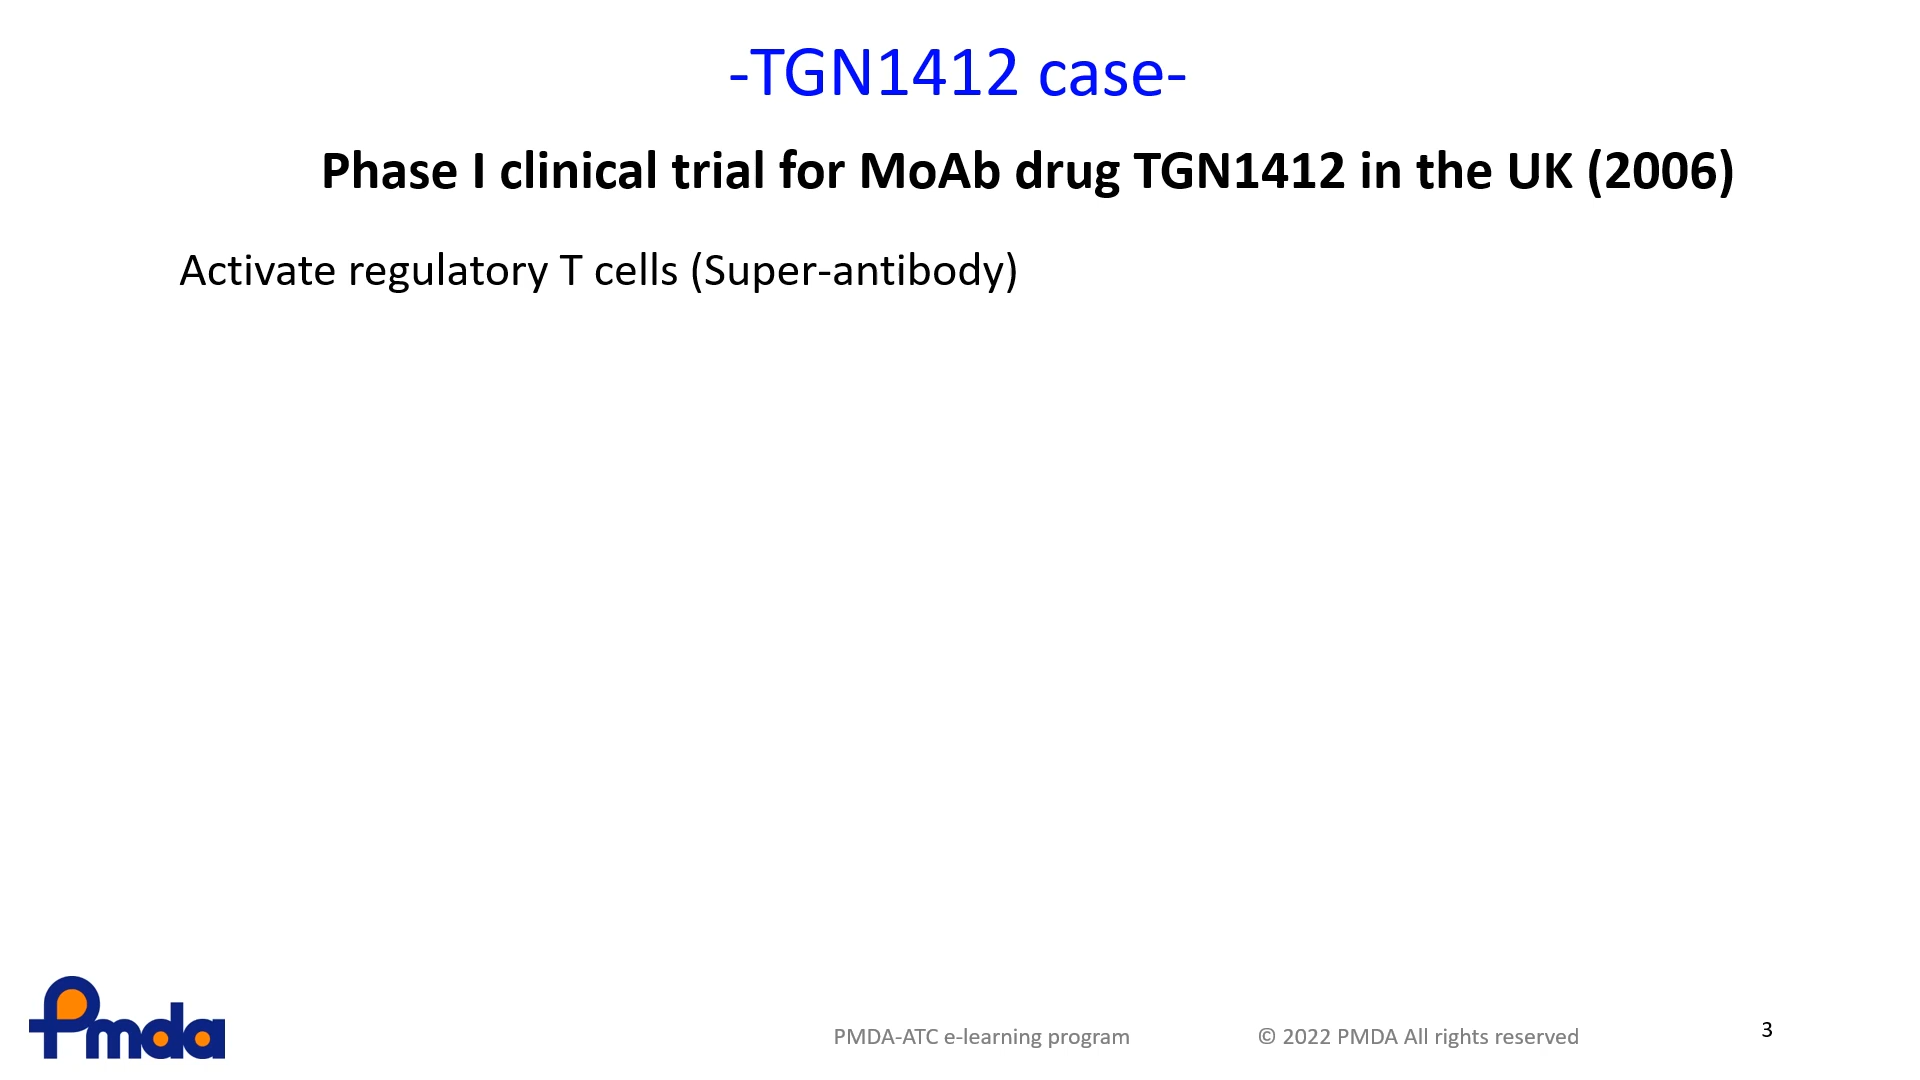 -TGN1412 case-
Phase I clinical trial for MoAb drug TGN1412 in the UK (2006)
Activate regulatory T cells (Super-antibody)
Pmda
PMDA-ATC e-learning program
© 2022 PMDA All rights reserved
3